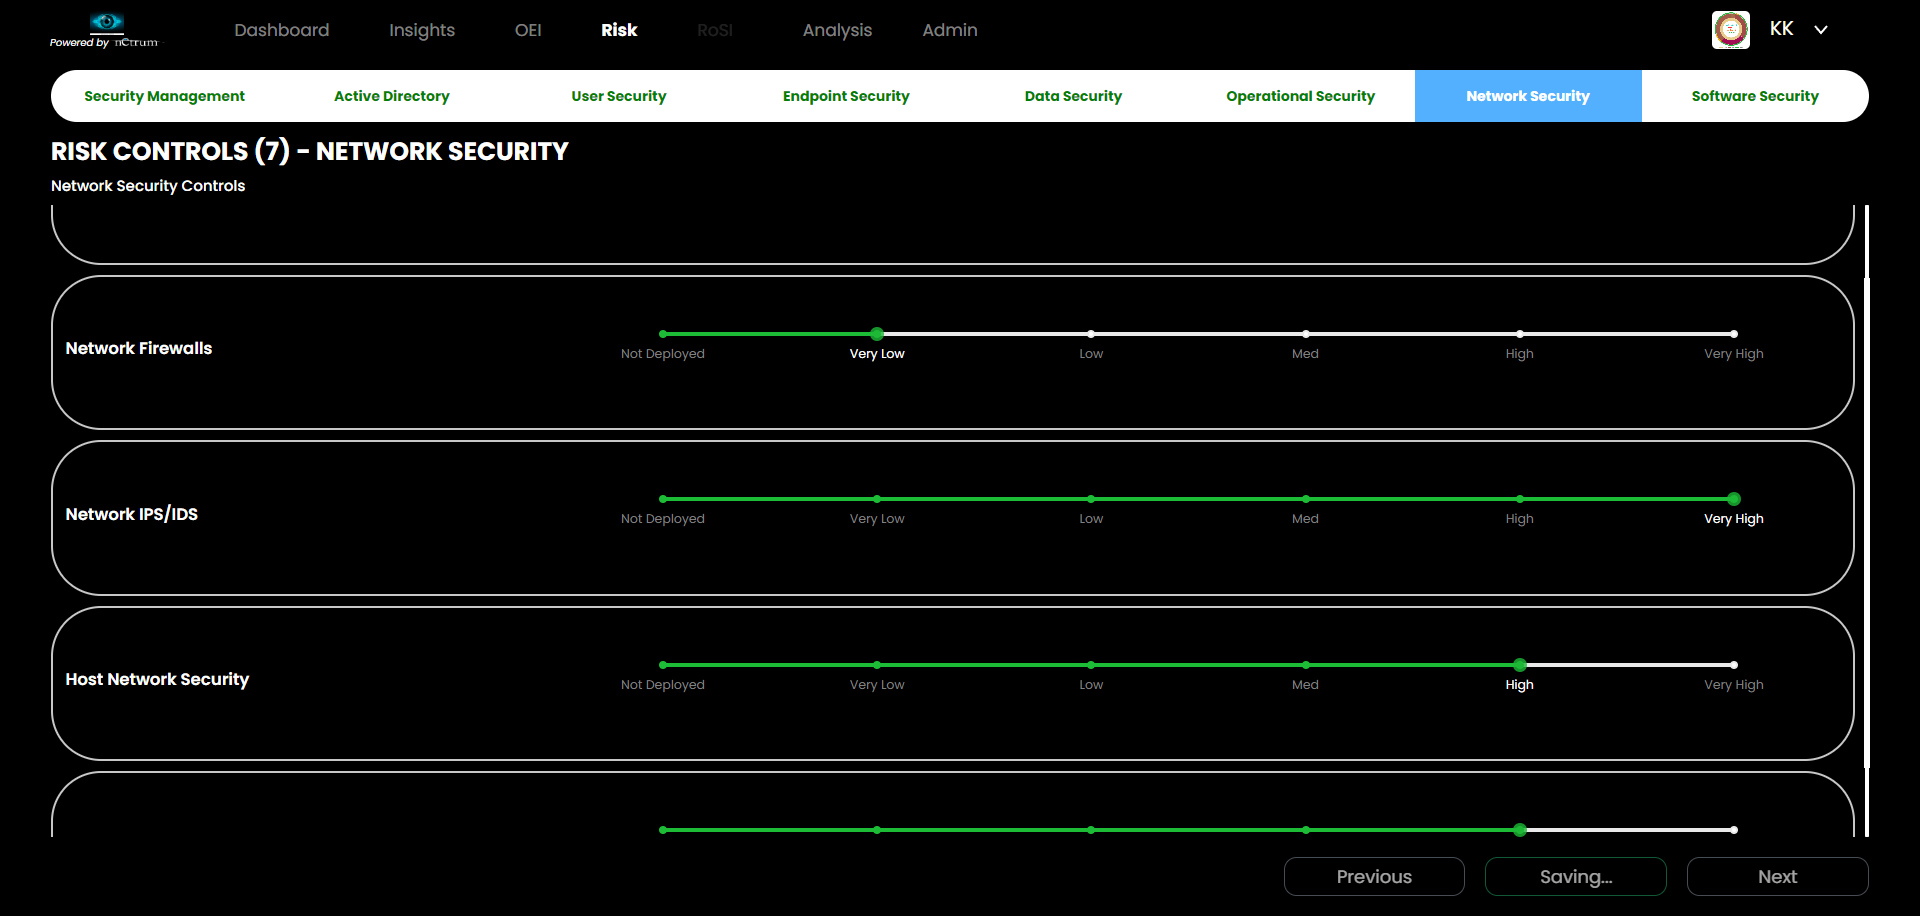 Powered by nCtrum
Dashboard Insights OEI Risk RoSI Analysis Admin KK
Security Management Active Directory User Security Endpoint Security Data Security Operational Security Network Security Software Security
RISK CONTROLS (7) - NETWORK SECURITY
Network Security Controls
Network Firewalls
Not Deployed Very Low Low Med High Very High
Network IPS/IDS
Not Deployed Very Low Low Med High Very High
Host Network Security
Not Deployed Very Low Low Med High Very High
Previous Saving... Next